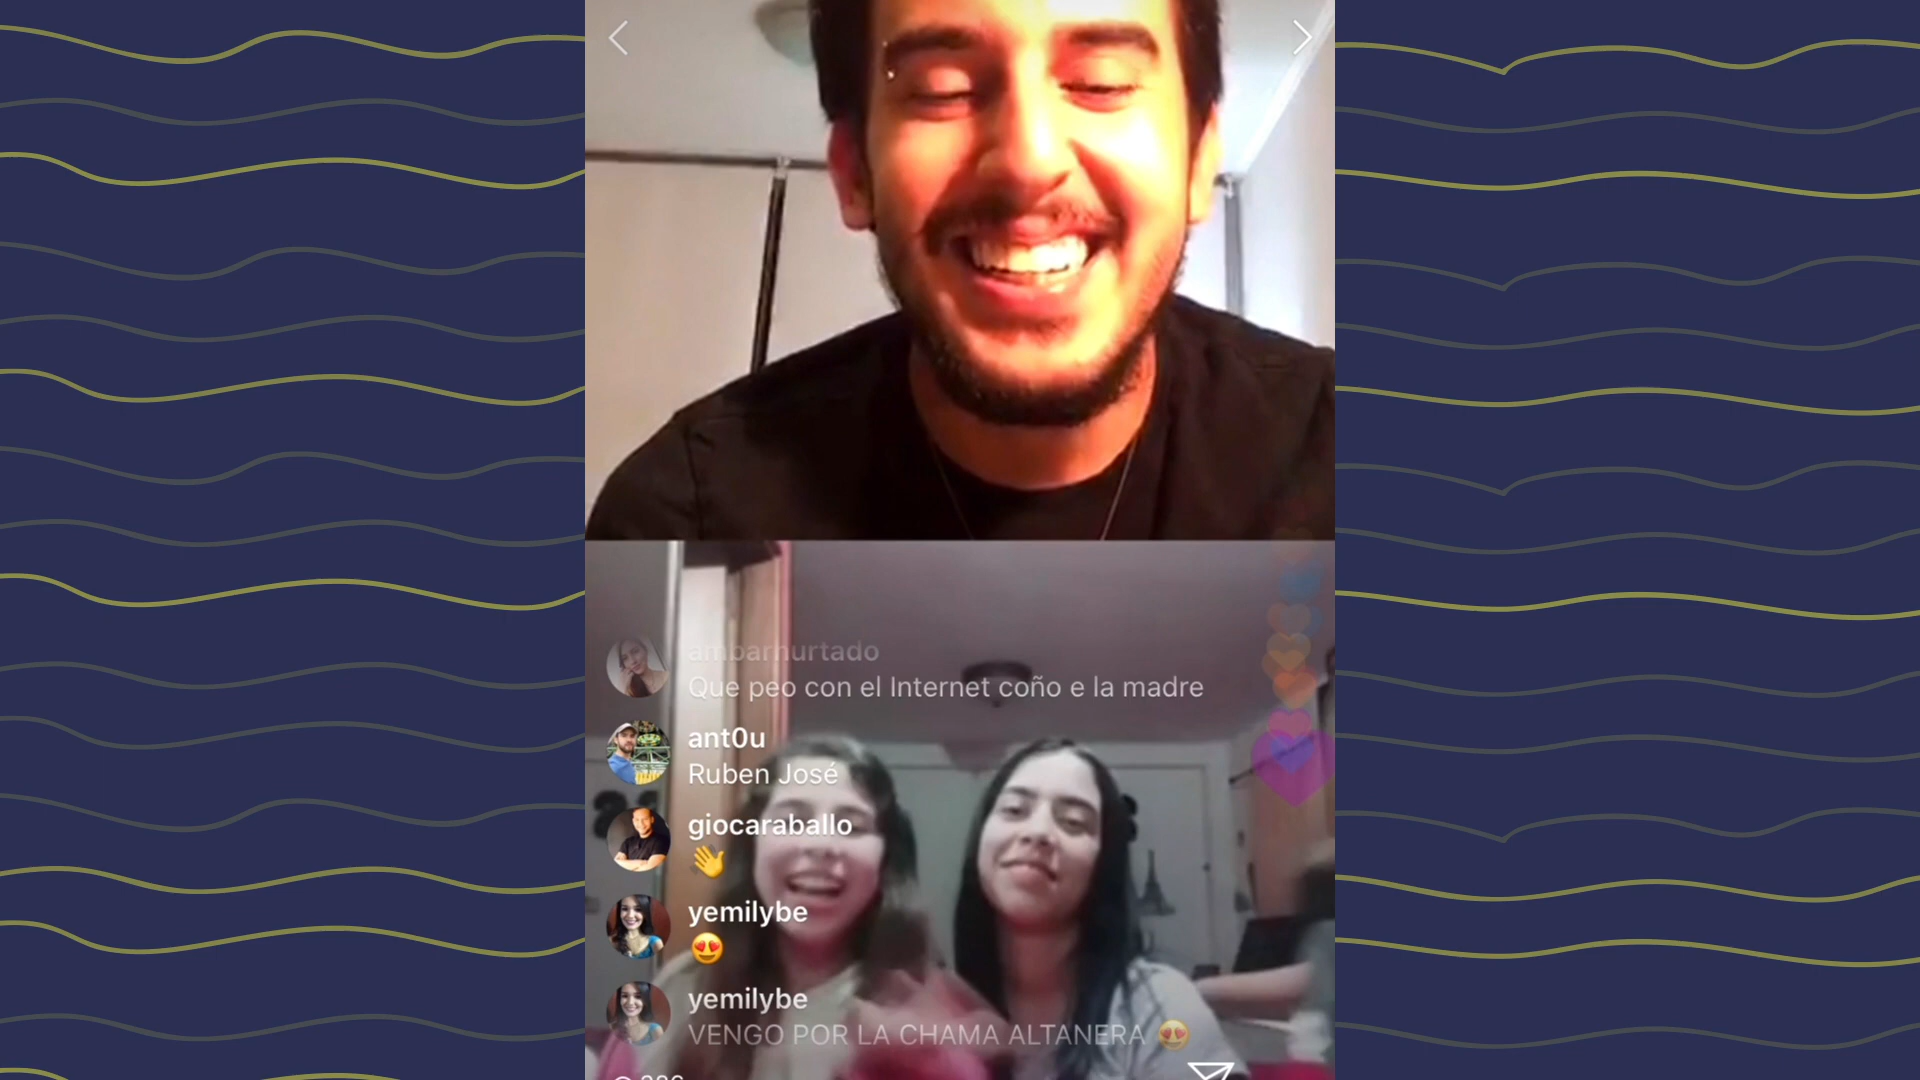 ambarhurtado
Que peo con el Internet coño e la madre
ant0u
Ruben José
giocaraballo
👋
yemilybe
😍
yemilybe
VENGO POR LA CHAMA ALTANERA 😍